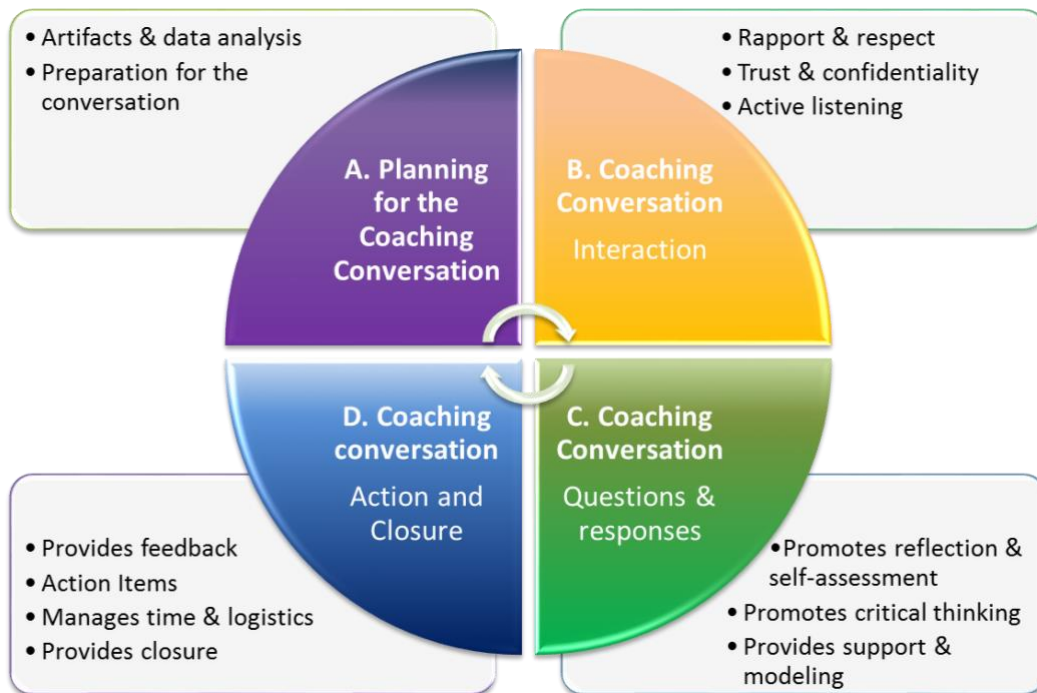 • Artifacts & data analysis
• Preparation for the
conversation
• Rapport & respect
• Trust & confidentiality
• Active listening
A. Planning
for the
Coaching
Conversation
B. Coaching
Conversation
Interaction
D. Coaching
conversation
Action and
Closure
C. Coaching
Conversation
Questions &
responses
• Provides feedback
• Action Items
• Manages time & logistics
• Provides closure
• Promotes reflection &
self-assessment
• Promotes critical thinking
• Provides support &
modeling